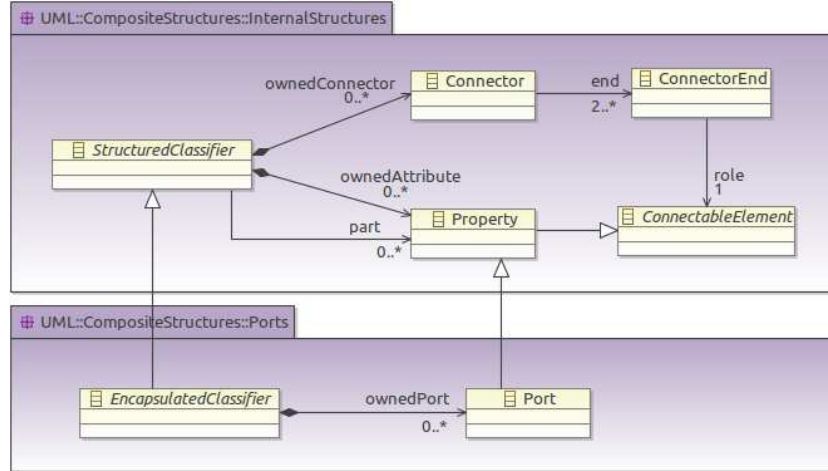 UML::CompositeStructures::InternalStructures
Connector
ConnectorEnd
ownedConnector
0..*
end
2..*
StructuredClassifier
ownedAttribute
0..*
role
1
part
0..*
Property
ConnectableElement
UML::CompositeStructures::Ports
EncapsulatedClassifier
ownedPort
0..*
Port